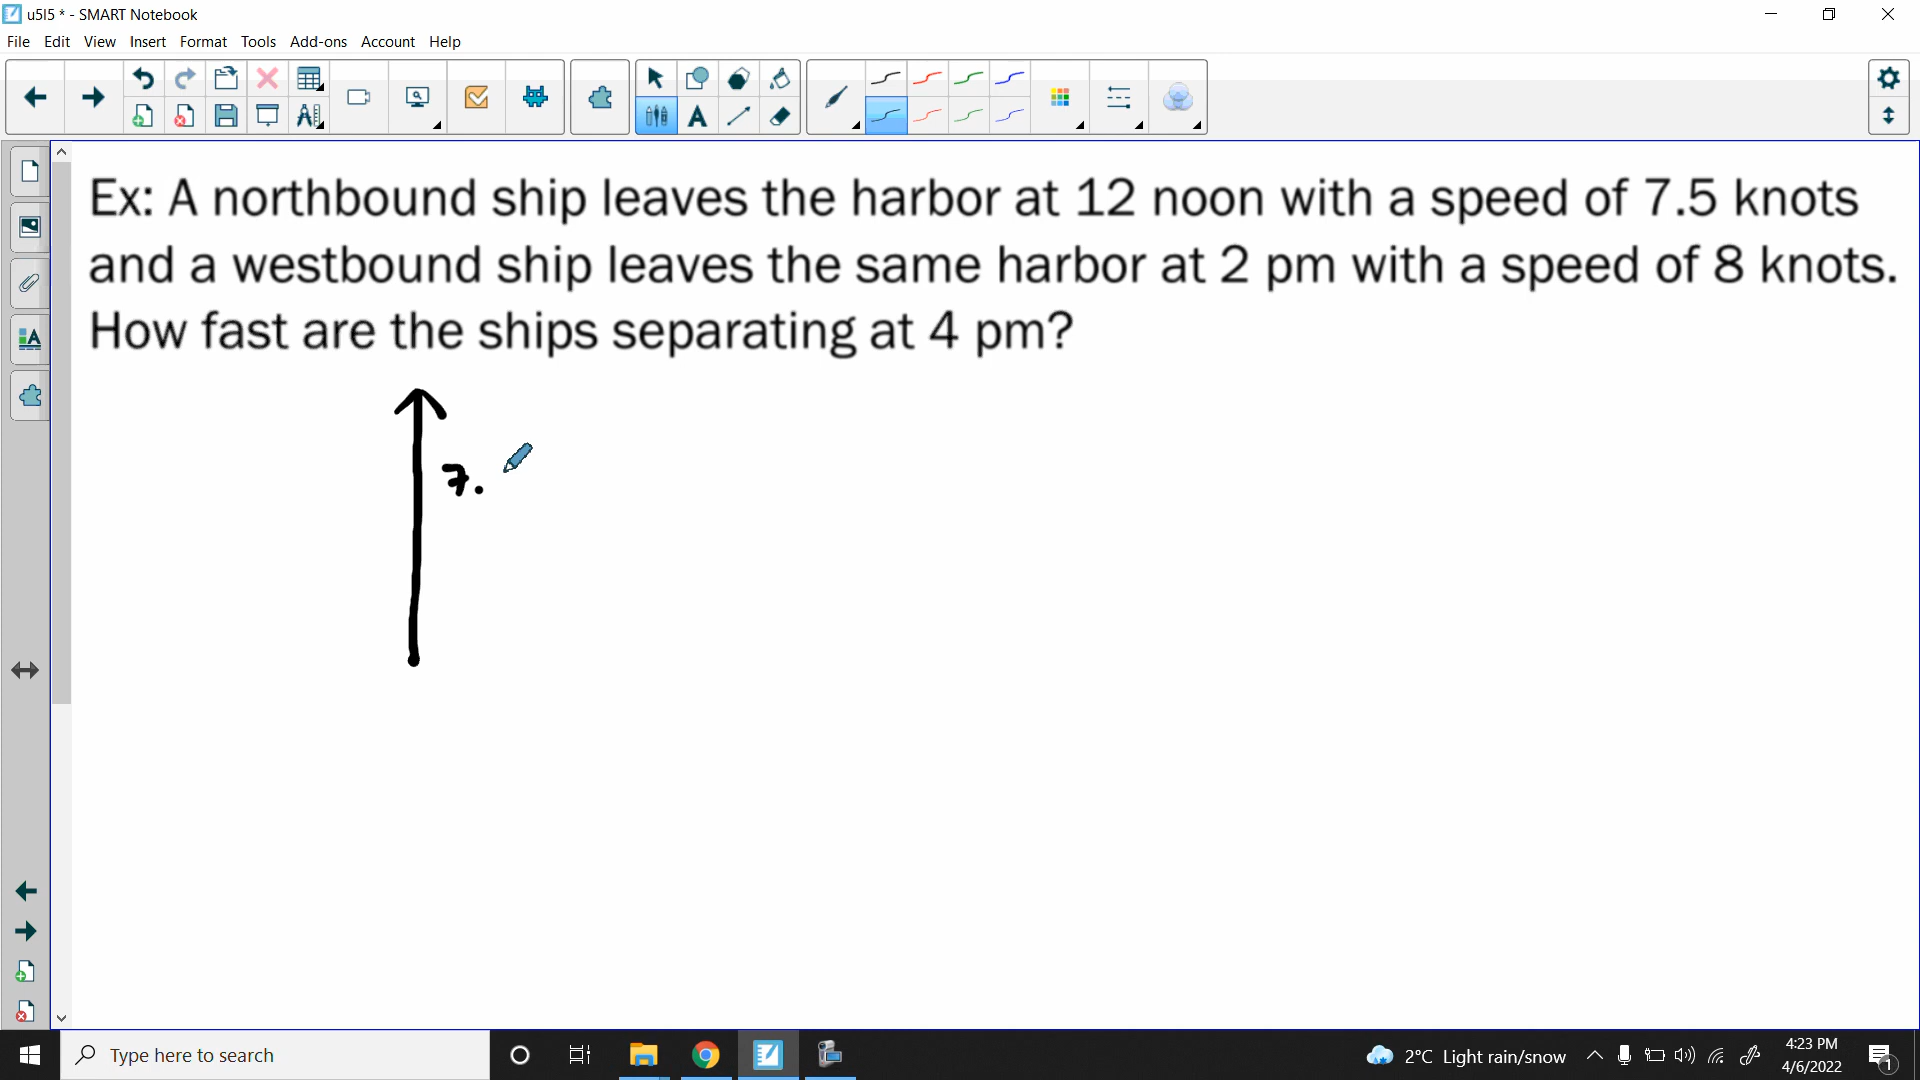 u5l5 * - SMART Notebook
File Edit View Insert Format Tools Add-ons Account Help
Ex: A northbound ship leaves the harbor at 12 noon with a speed of 7.5 knots
and a westbound ship leaves the same harbor at 2 pm with a speed of 8 knots.
How fast are the ships separating at 4 pm?
7.
Type here to search
2°C Light rain/snow
4:23 PM
4/6/2022
1